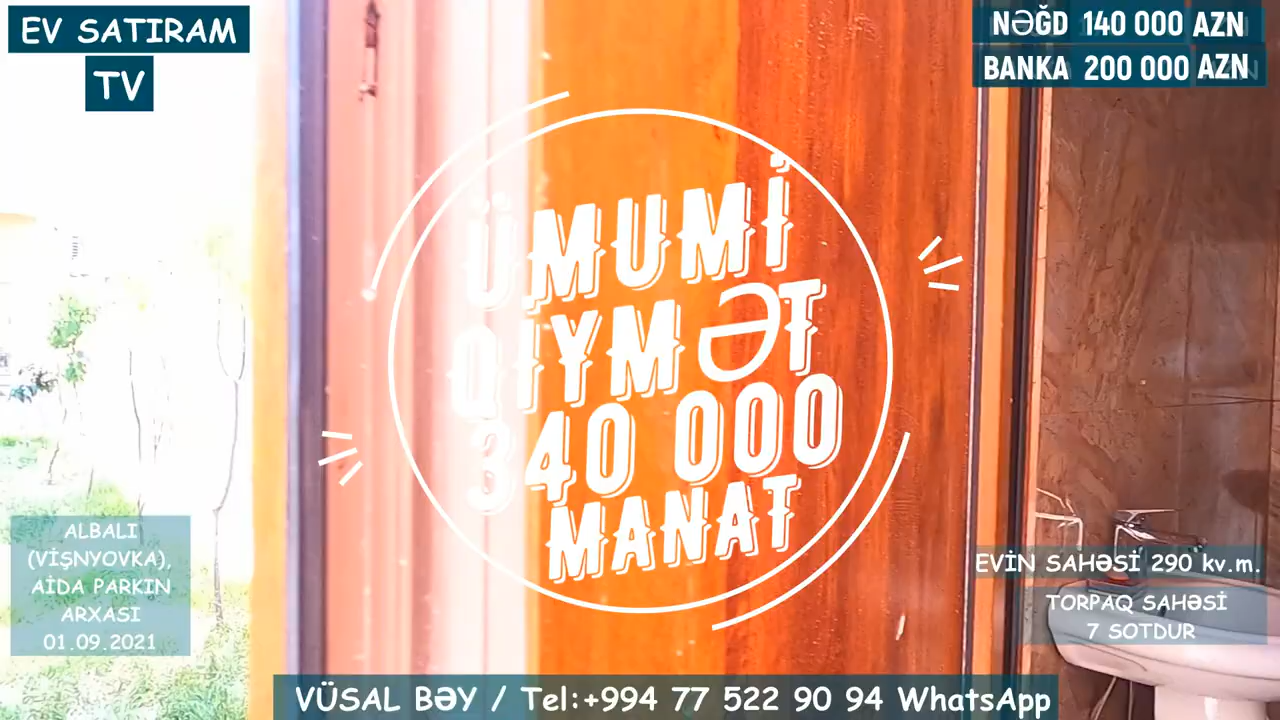 EV SATIRAM
TV
NƏĞD 140 000 AZN
BANKA 200 000 AZN
ÜMUMİ
QIYMƏT
340 000
MANAT
ALBALI
(VİŞNYOVKA),
AİDA PARKIN
ARXASI
01.09.2021
EVİN SAHƏSİ 290 kv.m.
TORPAQ SAHƏSİ
7 SOTDUR
VÜSAL BƏY / Tel:+994 77 522 90 94 WhatsApp